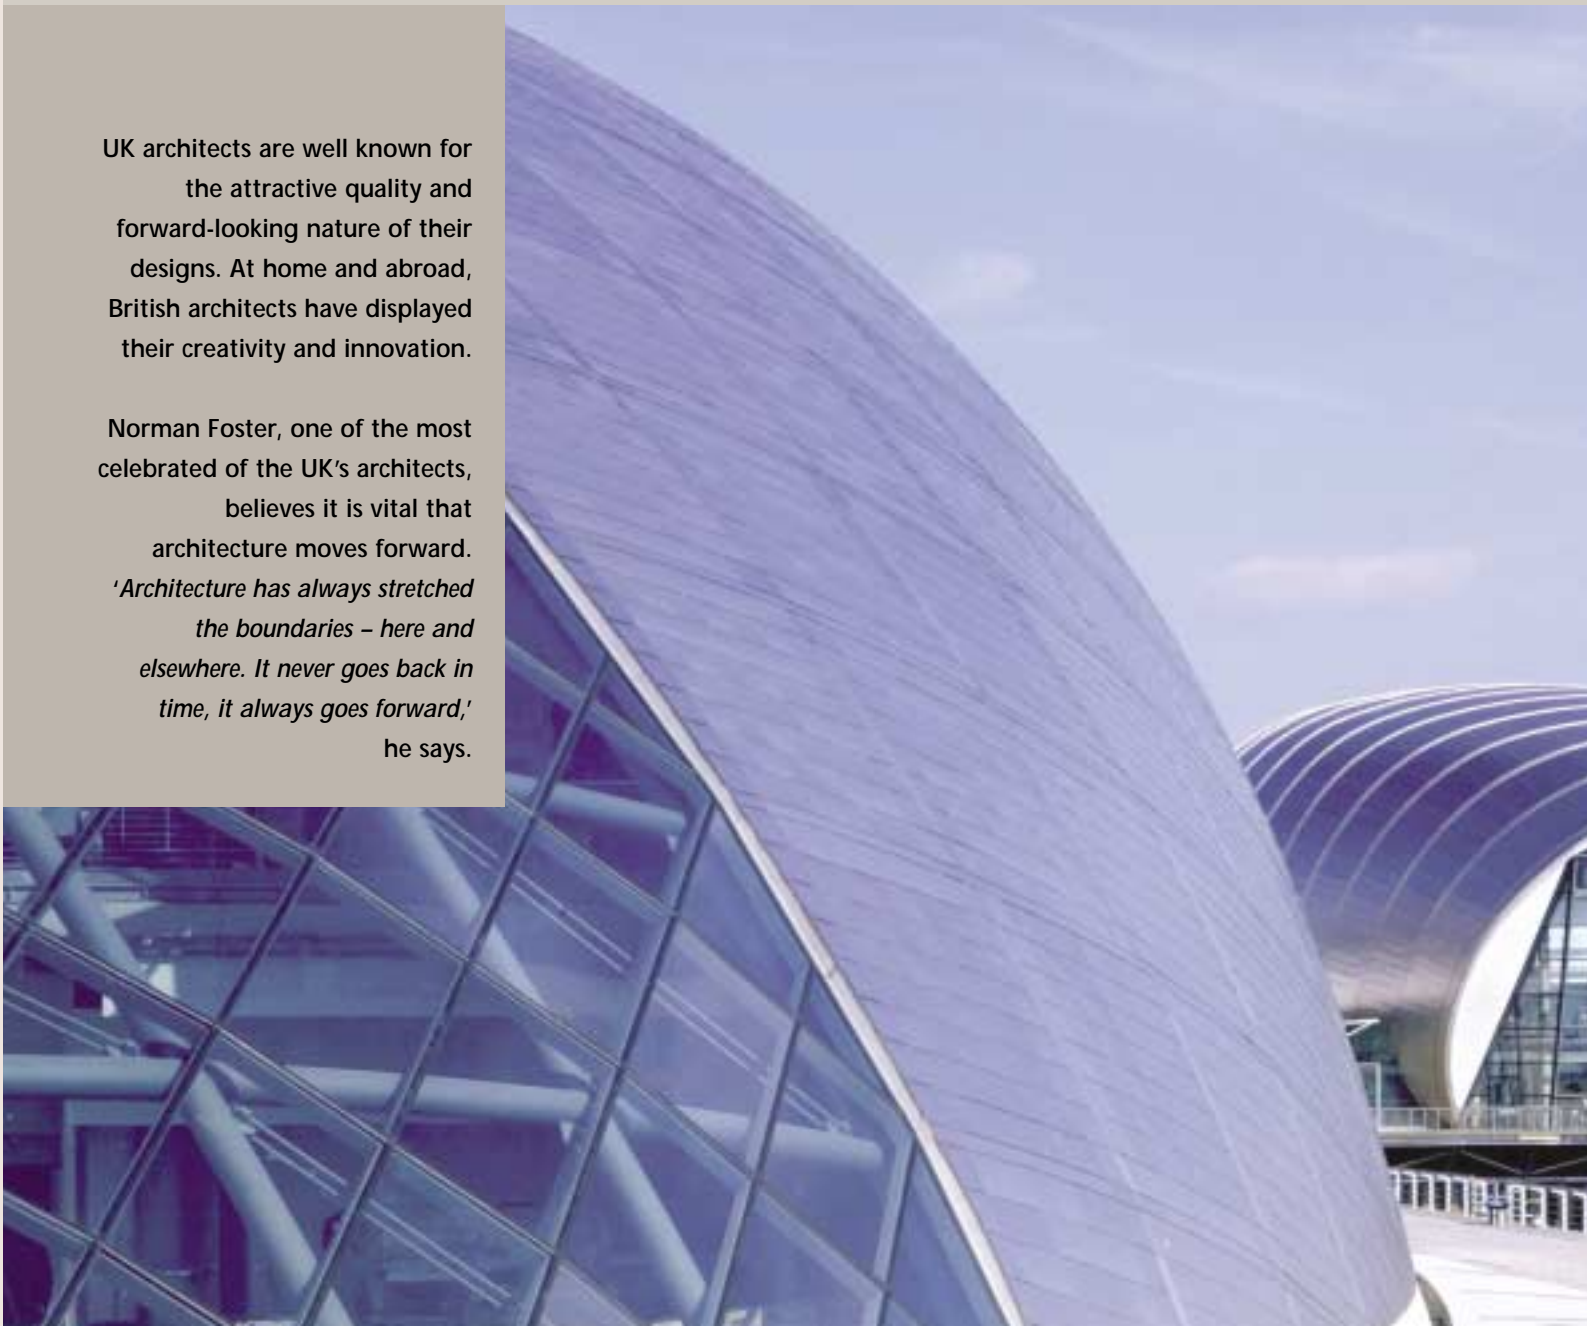 UK architects are well known for
the attractive quality and
forward-looking nature of their
designs. At home and abroad,
British architects have displayed
their creativity and innovation.
Norman Foster, one of the most
celebrated of the UK's architects,
believes it is vital that
architecture moves forward.
‘Architecture has always stretched
the boundaries – here and
elsewhere. It never goes back in
time, it always goes forward,’
he says.